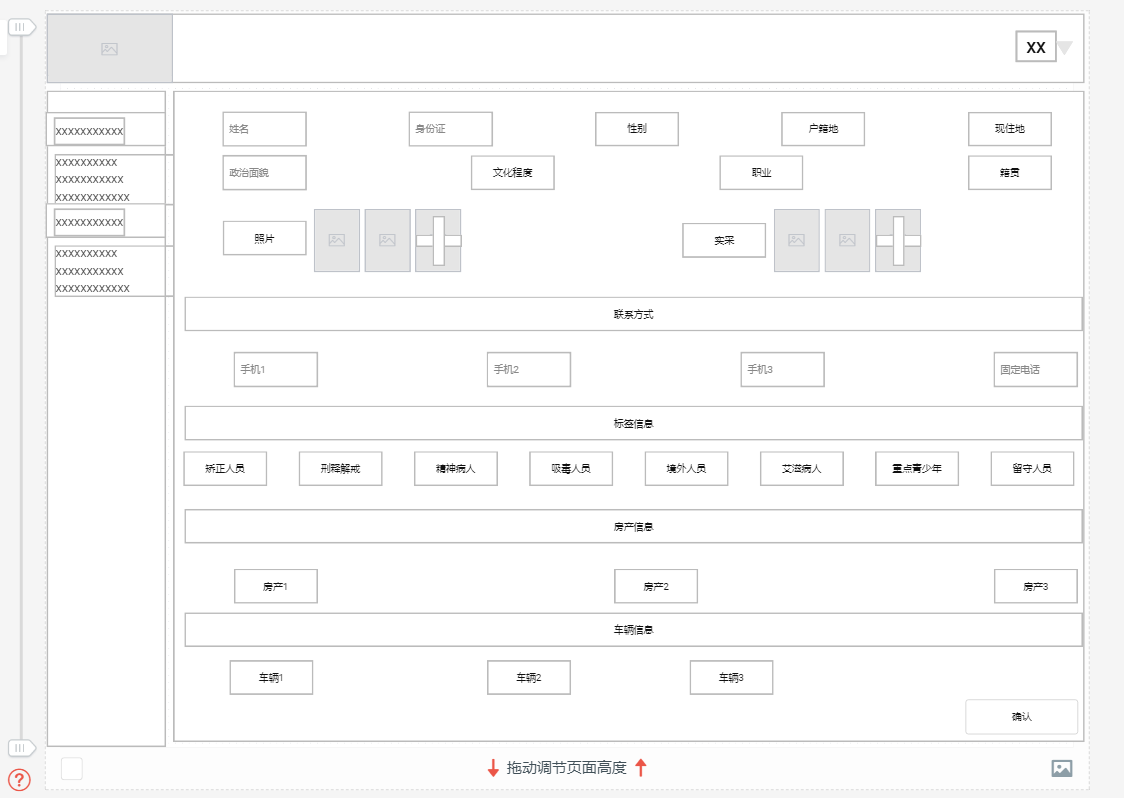 XX
xxxxxxxxxxx
xxxxxxxxxx
xxxxxxxxxxx
xxxxxxxxxxxx
xxxxxxxxxxx
xxxxxxxxxx
xxxxxxxxxxx
xxxxxxxxxxxx
姓名 身份证 性别 户籍地 现住地
政治面貌 文化程度 职业 籍贯
照片 实采
联系方式
手机1 手机2 手机3 固定电话
标签信息
矫正人员 刑释解戒 精神病人 吸毒人员 境外人员 艾滋病人 重点青少年 留守人员
房产信息
房产1 房产2 房产3
车辆信息
车辆1 车辆2 车辆3
确认
拖动调节页面高度
?